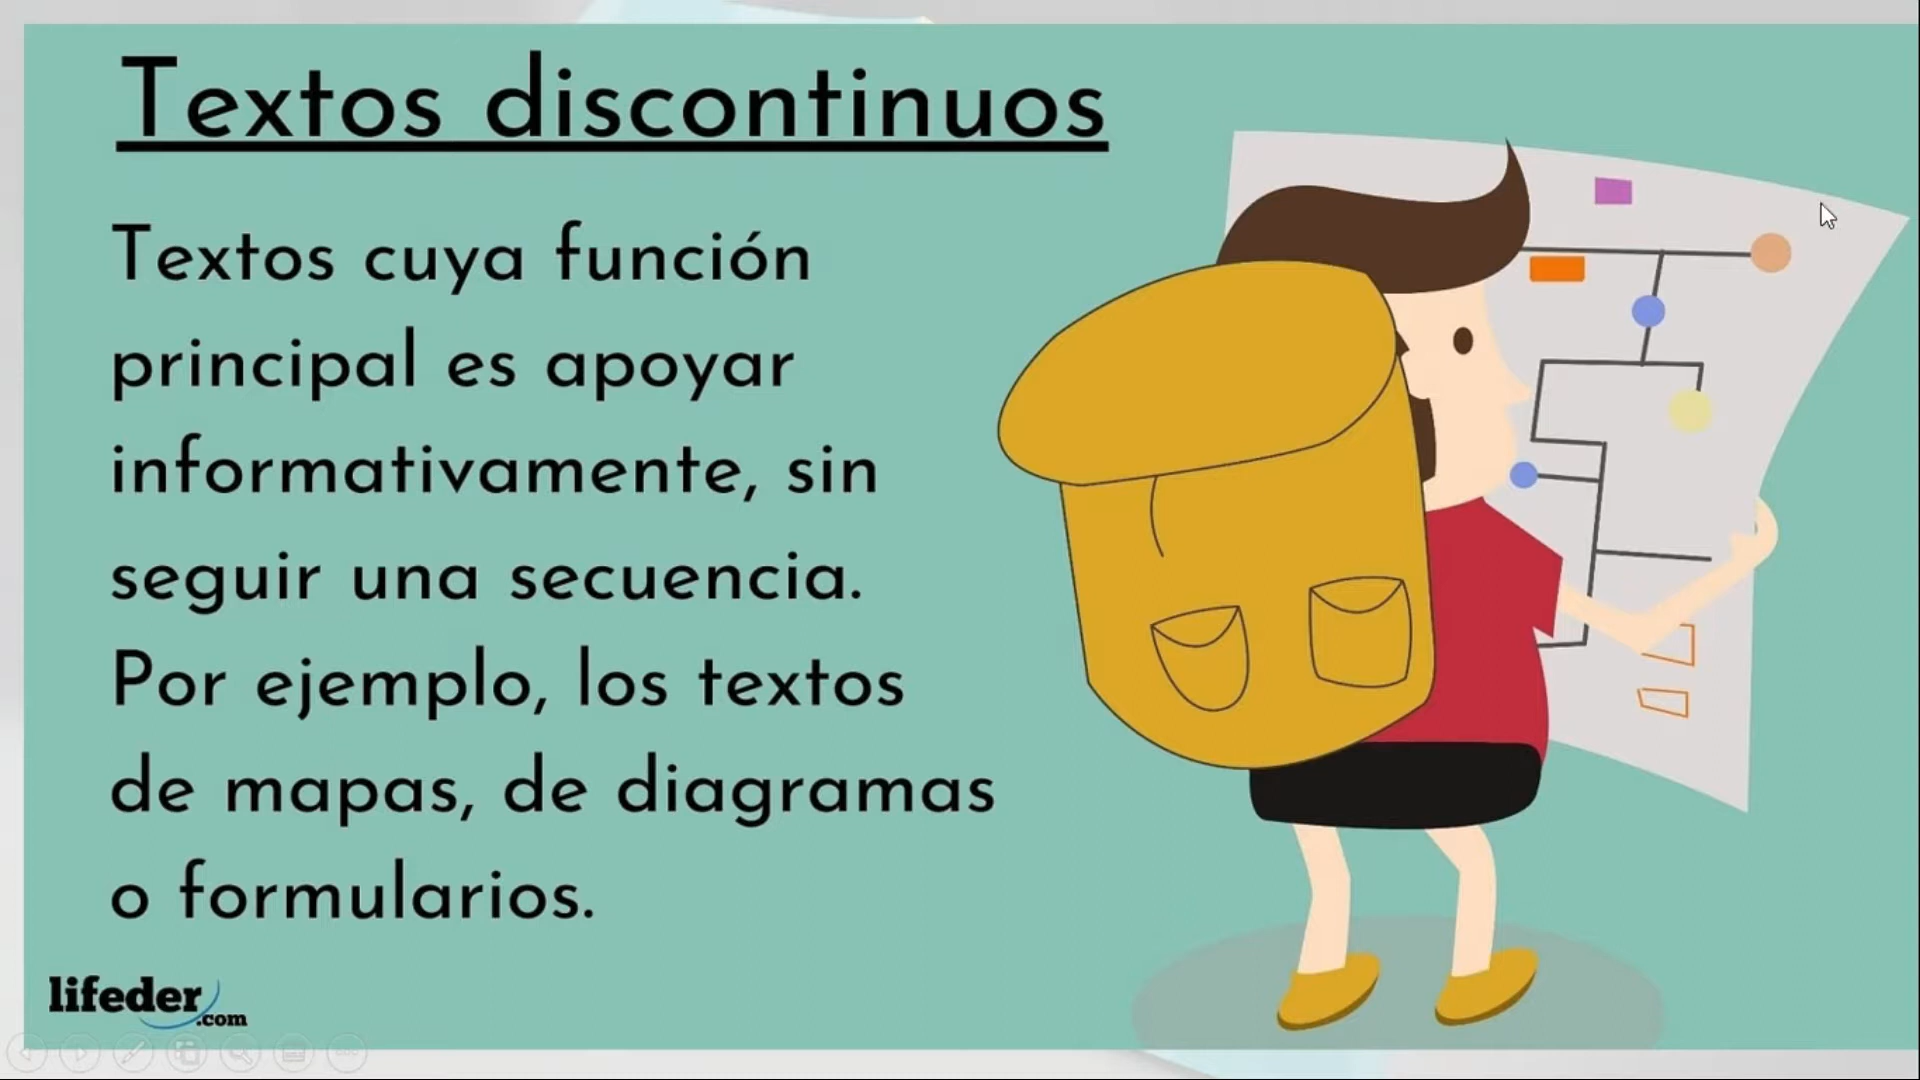 Textos discontinuos
Textos cuya función
principal es apoyar
informativamente, sin
seguir una secuencia.
Por ejemplo, los textos
de mapas, de diagramas
o formularios.
lifeder.com